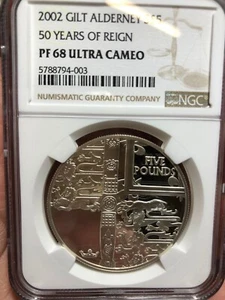 2002 GILT ALDERNEY S£5
50 YEARS OF REIGN
PF 68 ULTRA CAMEO
5788794-003
NUMISMATIC GUARANTY COMPANY
NGC
FIVE
POUNDS